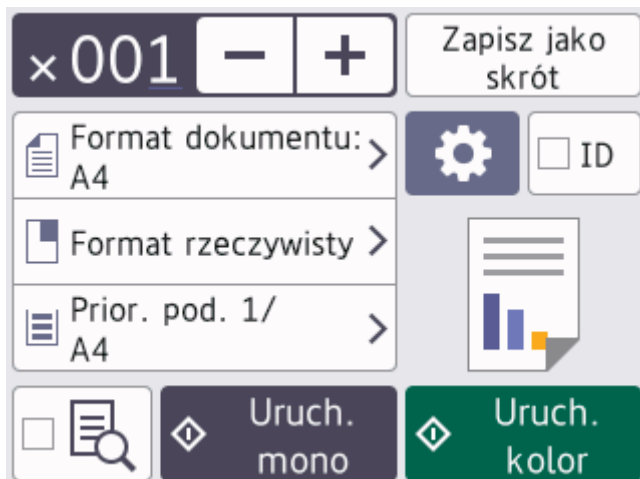 ×001
Zapisz jako
skrót
Format dokumentu:
A4
ID
Format rzeczywisty
Prior. pod. 1/
A4
Uruch.
mono
Uruch.
kolor